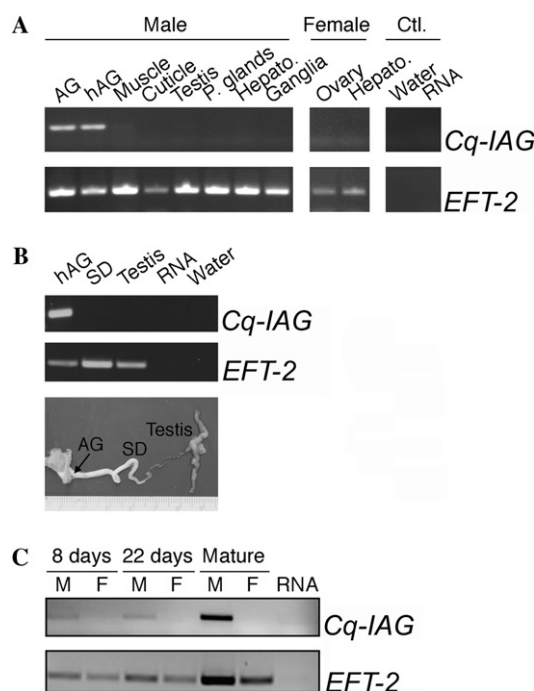 A
Male Female Ctl.
AG hAG Muscle Cuticle Testis P. glands Hepato. Ganglia Ovary Hepato. Water RNA
Cq-IAG
EFT-2
B
hAG SD Testis RNA Water
Cq-IAG
EFT-2
Testis
AG SD
C
8 days 22 days Mature
M F M F M F RNA
Cq-IAG
EFT-2